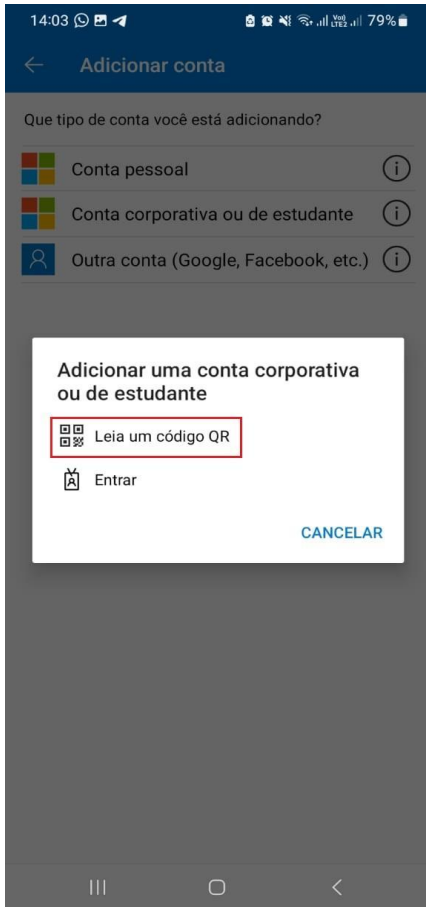 14:03 79%
Adicionar conta
Que tipo de conta você está adicionando?
Conta pessoal
Conta corporativa ou de estudante
Outra conta (Google, Facebook, etc.)
Adicionar uma conta corporativa
ou de estudante
Leia um código QR
Entrar
CANCELAR